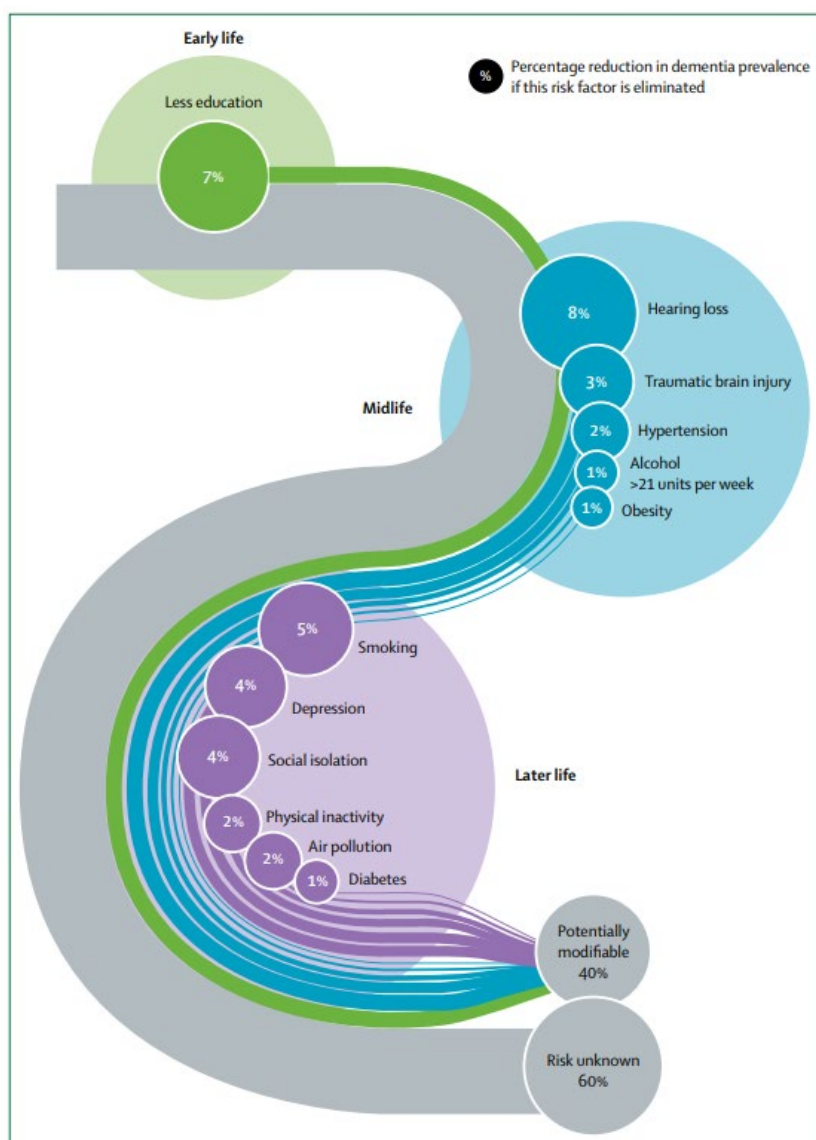 Early life
% Percentage reduction in dementia prevalence
if this risk factor is eliminated
Less education
7%
8% Hearing loss
3% Traumatic brain injury
Midlife
2% Hypertension
1% Alcohol
>21 units per week
1% Obesity
5% Smoking
4% Depression
4% Social isolation
Later life
2% Physical inactivity
2% Air pollution
1% Diabetes
Potentially
modifiable
40%
Risk unknown
60%